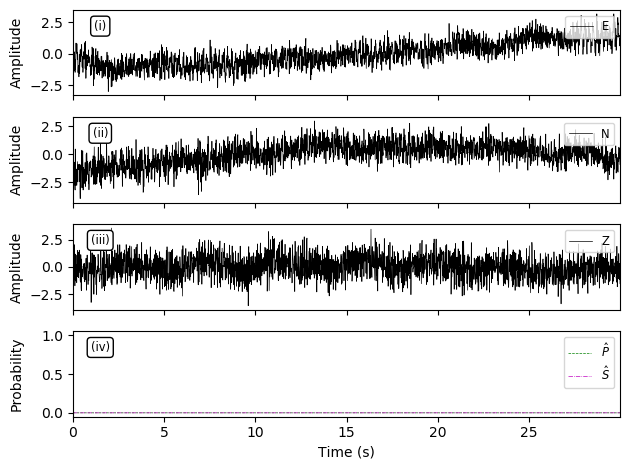 2.5
0.0
−2.5
Amplitude
(i)
E
2.5
0.0
−2.5
Amplitude
(ii)
N
2.5
0.0
−2.5
Amplitude
(iii)
Z
1.0
0.5
0.0
Probability
(iv)
P̂
Ŝ
0 5 10 15 20 25
Time (s)